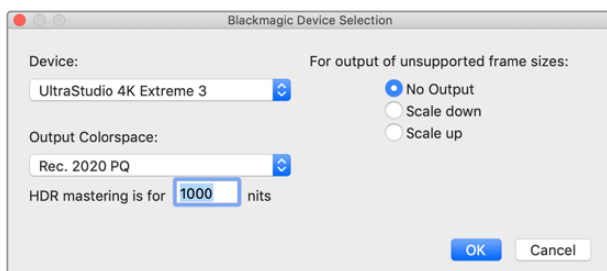 Blackmagic Device Selection
Device:
UltraStudio 4K Extreme 3
Output Colorspace:
Rec. 2020 PQ
HDR mastering is for 1000 nits
For output of unsupported frame sizes:
No Output
Scale down
Scale up
OK
Cancel